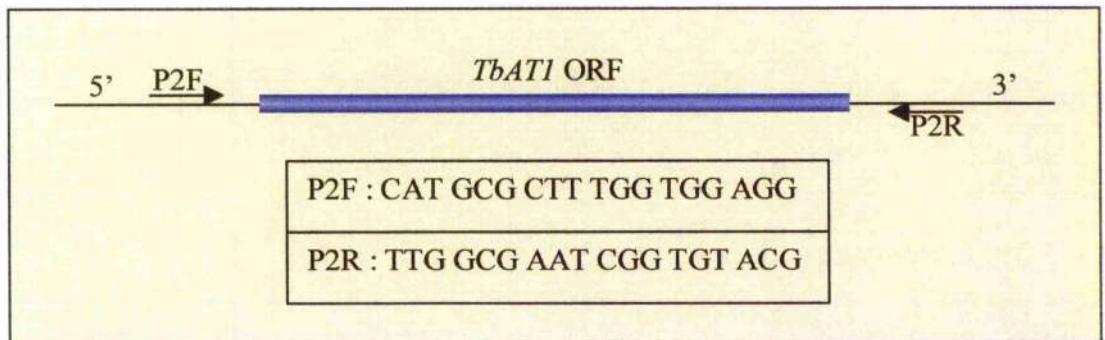 5’ P2F TbAT1 ORF 3’
P2R
P2F : CAT GCG CTT TGG TGG AGG
P2R : TTG GCG AAT CGG TGT ACG